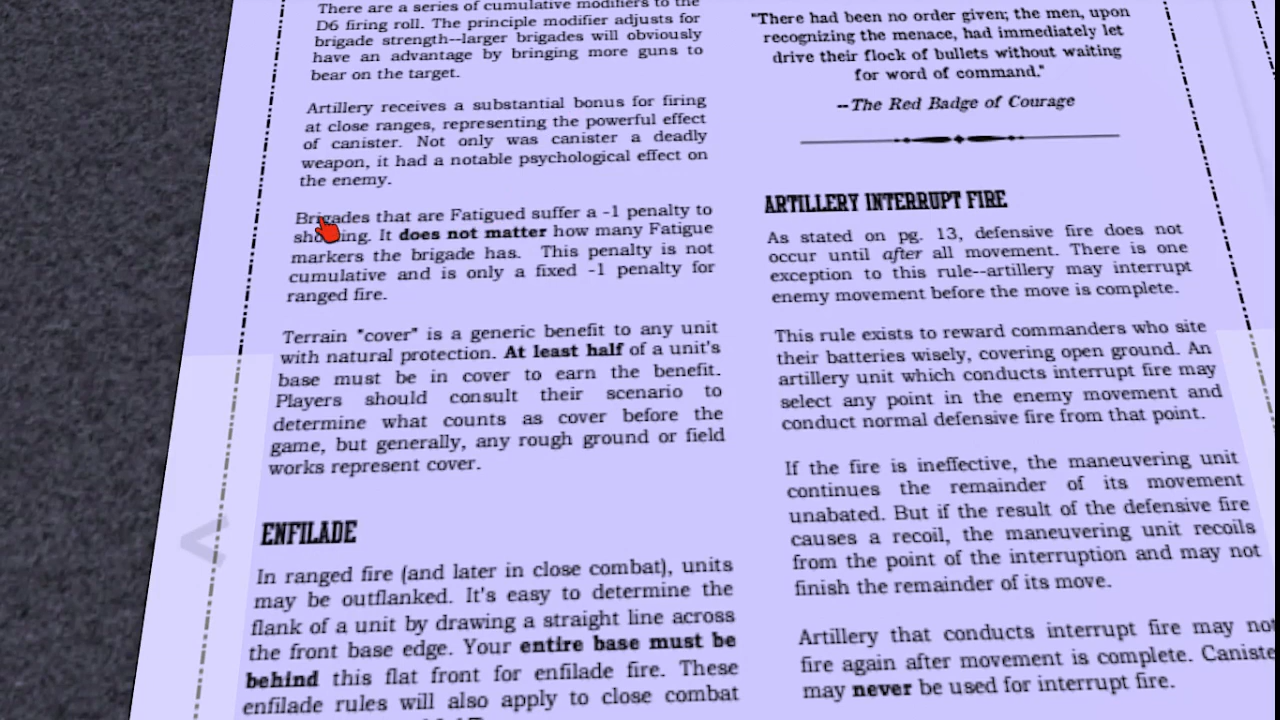 There are a series of cumulative modifiers to the
D6 firing roll. The principle modifier adjusts for
brigade strength--larger brigades will obviously
have an advantage by bringing more guns to
bear on the target.
Artillery receives a substantial bonus for firing
at close ranges, representing the powerful effect
of canister. Not only was canister a deadly
weapon, it had a notable psychological effect on
the enemy.
Brigades that are Fatigued suffer a -1 penalty to
shooting. It does not matter how many Fatigue
markers the brigade has. This penalty is not
cumulative and is only a fixed -1 penalty for
ranged fire.
Terrain "cover" is a generic benefit to any unit
with natural protection. At least half of a unit's
base must be in cover to earn the benefit.
Players should consult their scenario to
determine what counts as cover before the
game, but generally, any rough ground or field
works represent cover.
ENFILADE
In ranged fire (and later in close combat), units
may be outflanked. It's easy to determine the
flank of a unit by drawing a straight line across
the front base edge. Your entire base must be
behind this flat front for enfilade fire. These
enfilade rules will also apply to close combat
"There had been no order given; the men, upon
recognizing the menace, had immediately let
drive their flock of bullets without waiting
for word of command."
--The Red Badge of Courage
ARTILLERY INTERRUPT FIRE
As stated on pg. 13, defensive fire does not
occur until after all movement. There is one
exception to this rule--artillery may interrupt
enemy movement before the move is complete.
This rule exists to reward commanders who site
their batteries wisely, covering open ground. An
artillery unit which conducts interrupt fire may
select any point in the enemy movement and
conduct normal defensive fire from that point.
If the fire is ineffective, the maneuvering unit
continues the remainder of its movement
unabated. But if the result of the defensive fire
causes a recoil, the maneuvering unit recoils
from the point of the interruption and may not
finish the remainder of its move.
Artillery that conducts interrupt fire may not
fire again after movement is complete. Caniste
may never be used for interrupt fire.